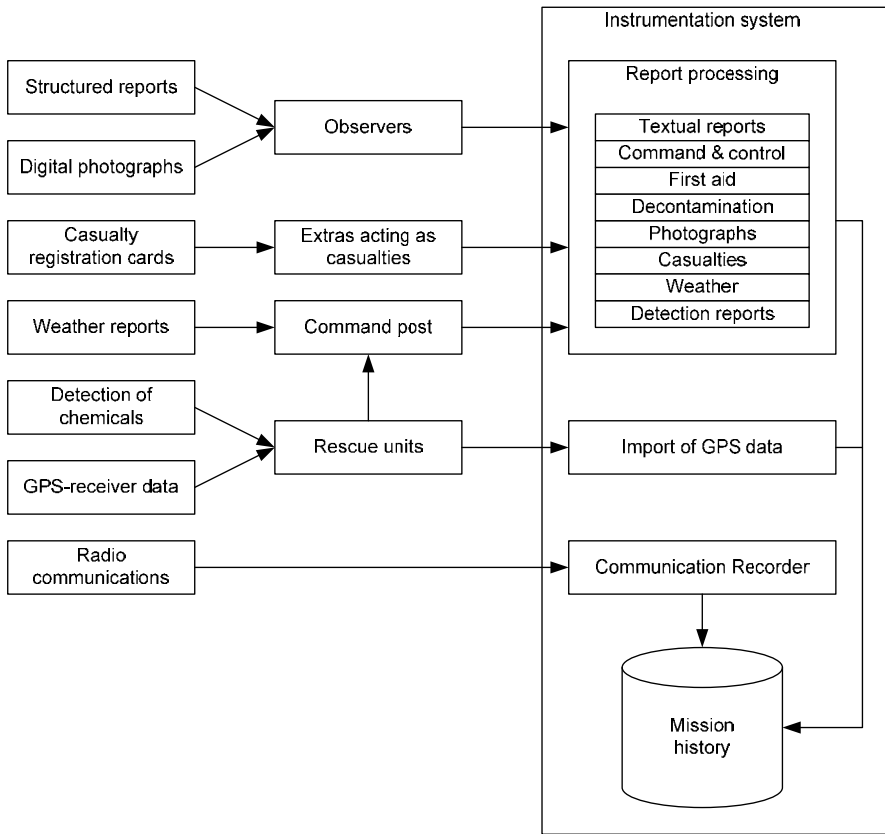 Instrumentation system
Structured reports
Digital photographs
Casualty
registration cards
Weather reports
Detection of
chemicals
GPS-receiver data
Radio
communications
Observers
Extras acting as
casualties
Command post
Rescue units
Report processing
Textual reports
Command & control
First aid
Decontamination
Photographs
Casualties
Weather
Detection reports
Import of GPS data
Communication Recorder
Mission
history